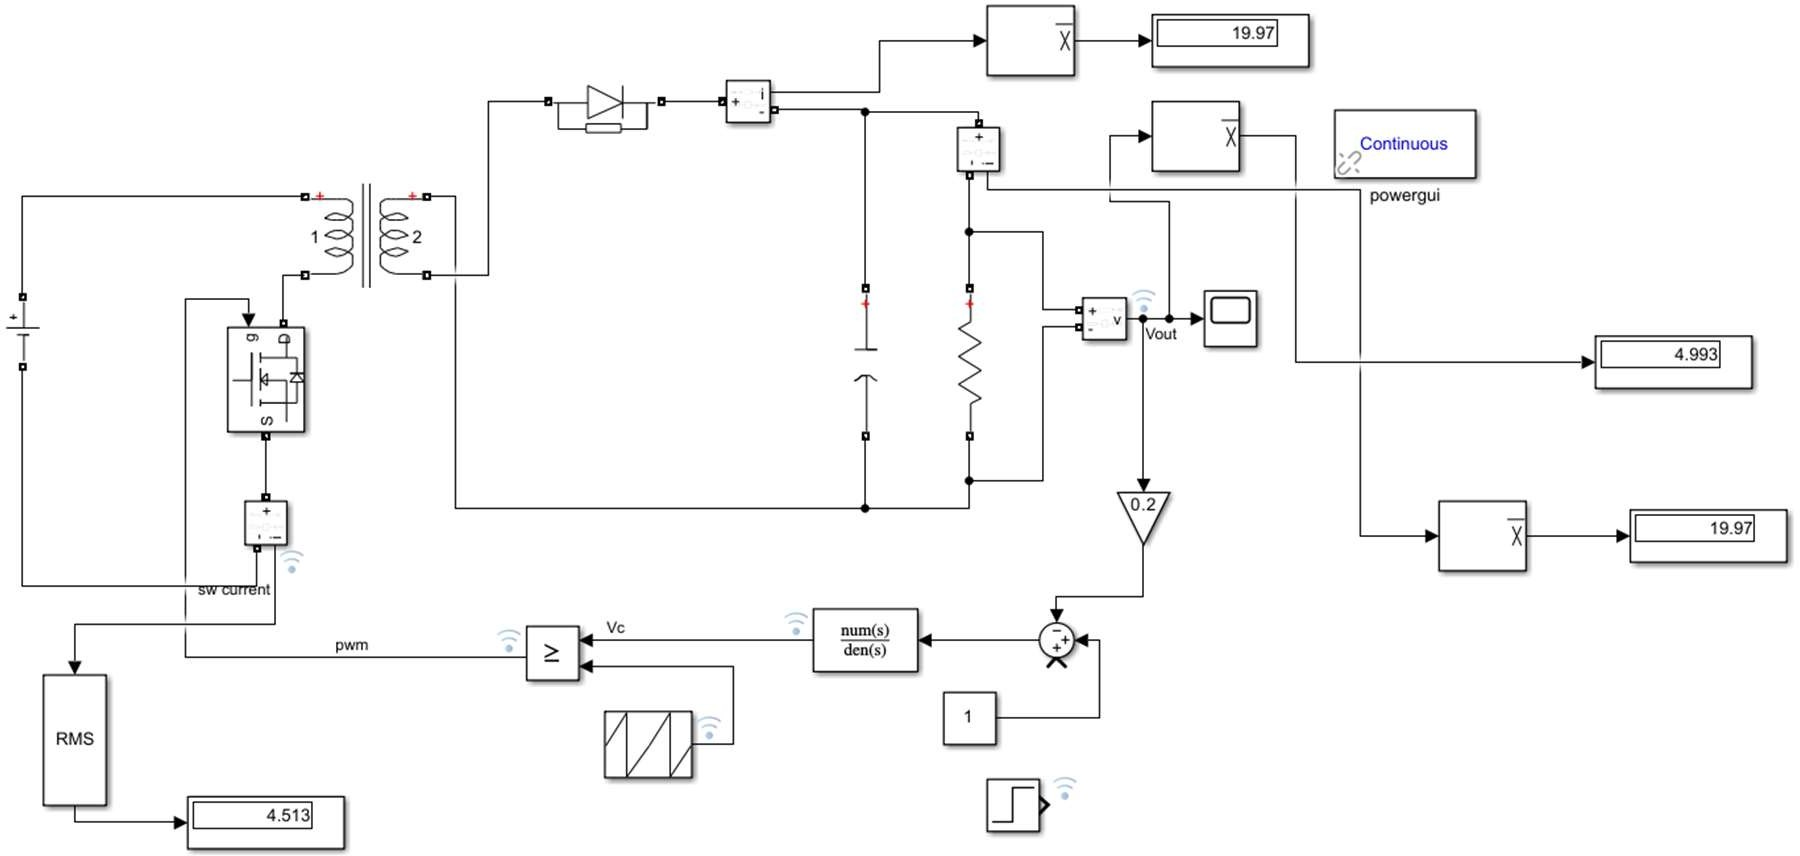 19.97
i
+
-
X
+
-
i
X
Continuous
powergui
+
+
1
2
+
g
D
S
+
+
+
-
v
Vout
4.993
0.2
19.97
X
+
-
i
sw current
pwm
≥
Vc
num(s)
den(s)
−
+
+
1
RMS
4.513